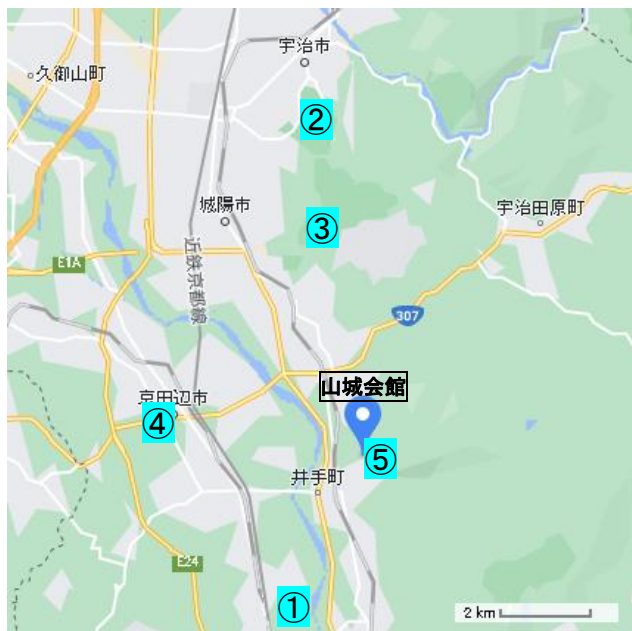 宇治市
久御山町
②
宇治田原町
城陽市
③
近鉄京都線
E1A
307
山城会館
京田辺市
④
⑤
井手町
E24
①
2 km